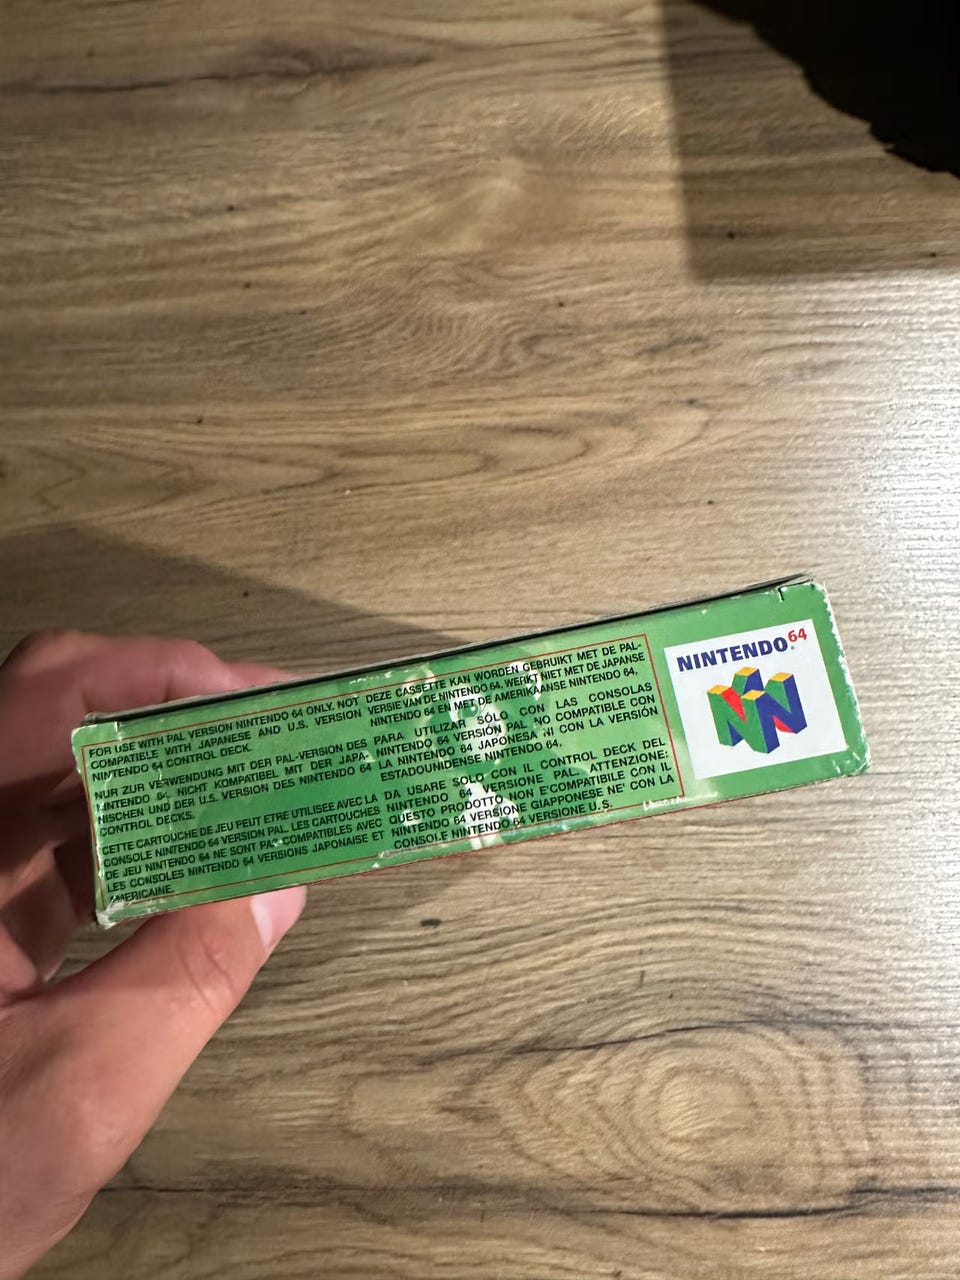 FOR USE WITH PAL VERSION NINTENDO 64 ONLY. NOT
COMPATIBLE WITH JAPANESE AND U.S. VERSION
NINTENDO 64 CONTROL DECK.
NUR ZUR VERWENDUNG MIT DER PAL-VERSION DES
NINTENDO 64. NICHT KOMPATIBEL MIT DER JAPA-
NISCHEN UND DER U.S. VERSION DES NINTENDO 64
CONTROL DECKS.
CETTE CARTOUCHE DE JEU PEUT ETRE UTILISEE AVEC LA
CONSOLE NINTENDO 64 VERSION PAL. LES CARTOUCHES
DE JEU NINTENDO 64 NE SONT PAS COMPATIBLES AVEC
LES CONSOLES NINTENDO 64 VERSIONS JAPONAISE ET
AMERICAINE.
DEZE CASSETTE KAN WORDEN GEBRUIKT MET DE PAL-
VERSIE VAN DE NINTENDO 64. WERKT NIET MET DE JAPANSE
NINTENDO 64 EN MET DE AMERIKAANSE NINTENDO 64.
PARA UTILIZAR SÓLO CON LAS CONSOLAS
NINTENDO 64 VERSIÓN PAL. NO COMPATIBLE CON
LA NINTENDO 64 JAPONESA NI CON LA VERSIÓN
ESTADOUNIDENSE NINTENDO 64.
DA USARE SOLO CON IL CONTROL DECK DEL
NINTENDO 64 VERSIONE PAL. ATTENZIONE:
QUESTO PRODOTTO NON E'COMPATIBILE CON IL
NINTENDO 64 VERSIONE GIAPPONESE NE' CON LA
CONSOLE NINTENDO 64 VERSIONE U.S.
NINTENDO64